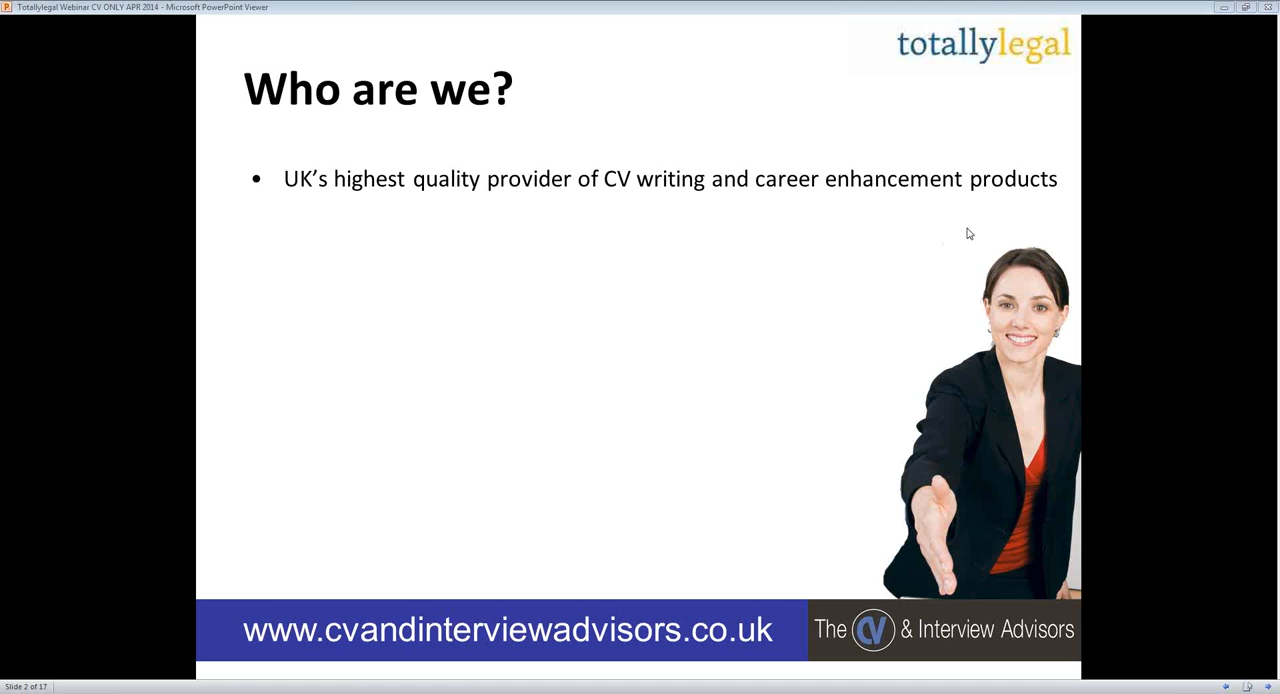 Totallylegal Webinar CV ONLY APR 2014 - Microsoft PowerPoint Viewer
totallylegal
Who are we?
• UK’s highest quality provider of CV writing and career enhancement products
www.cvandinterviewadvisors.co.uk
The CV & Interview Advisors
Slide 2 of 17